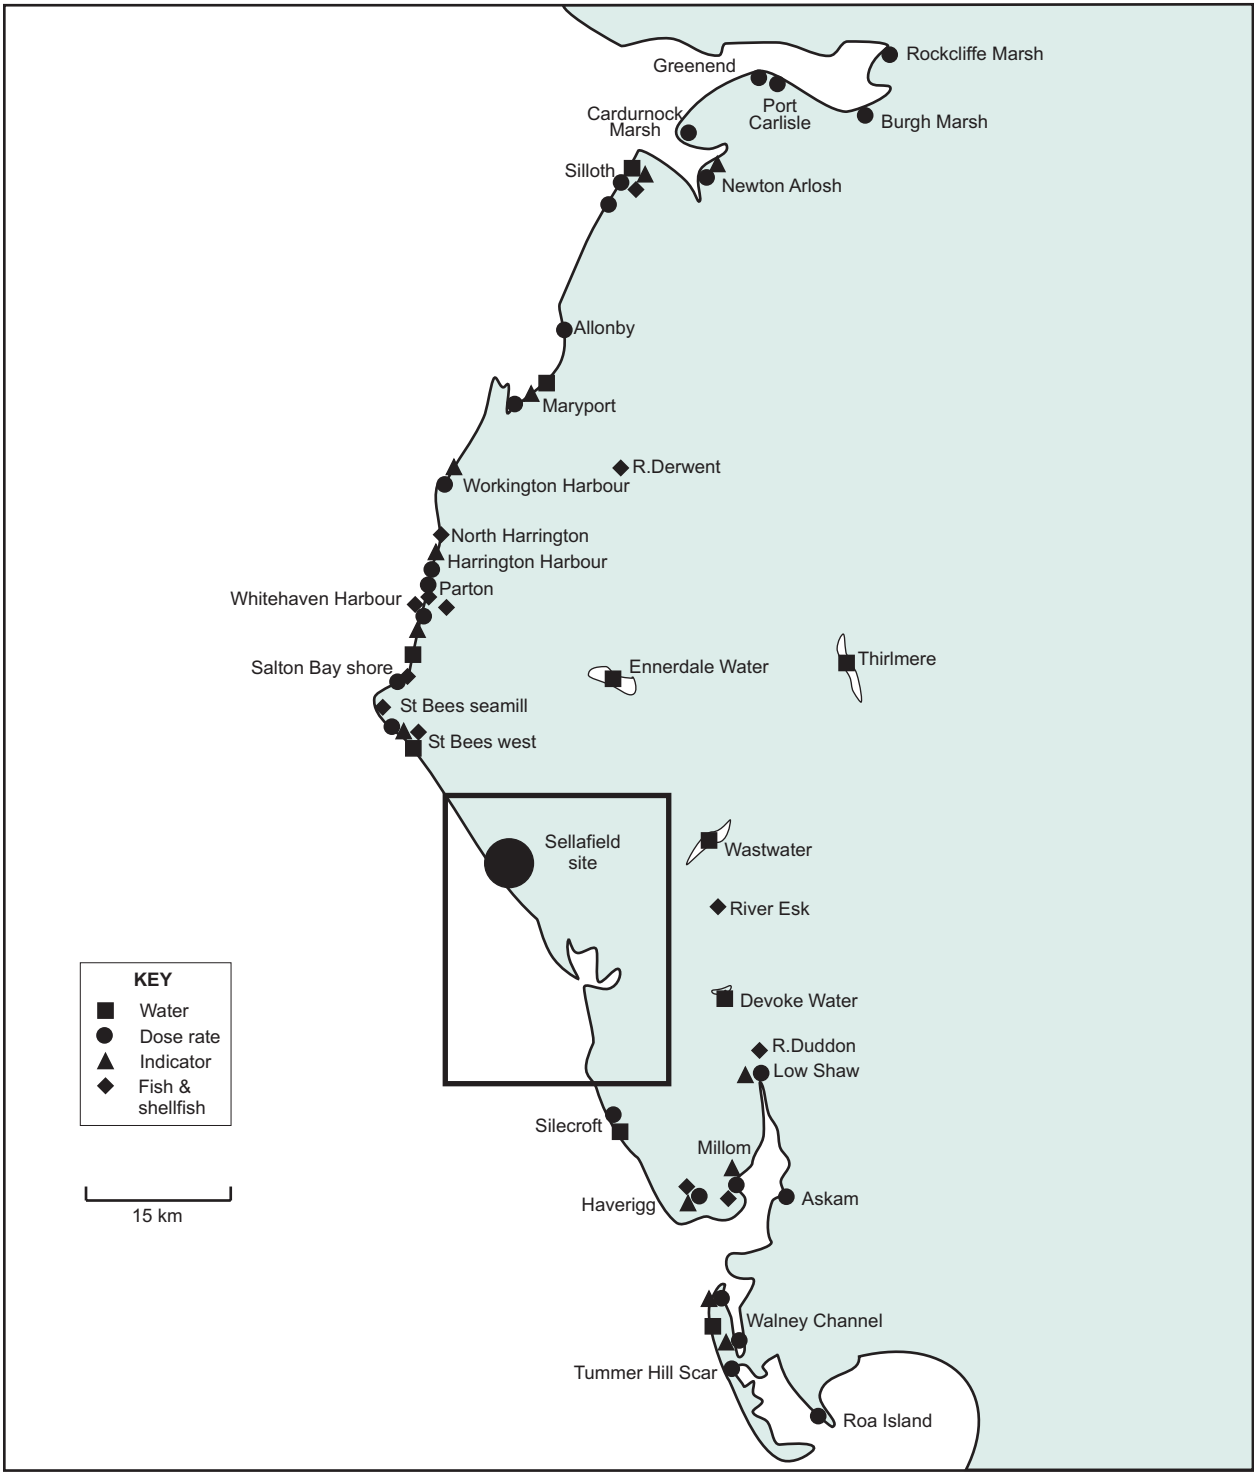 Rockcliffe Marsh
Greenend
Port
Carlisle
Burgh Marsh
Cardurnock
Marsh
Silloth
Newton Arlosh
Allonby
Maryport
R.Derwent
Workington Harbour
North Harrington
Harrington Harbour
Parton
Whitehaven Harbour
Salton Bay shore
Ennerdale Water
Thirlmere
St Bees seamill
St Bees west
Sellafield
site
Wastwater
River Esk
KEY
Water
Dose rate
Indicator
Fish &
shellfish
Devoke Water
R.Duddon
Low Shaw
Silecroft
Millom
Haverigg
Askam
15 km
Walney Channel
Tummer Hill Scar
Roa Island